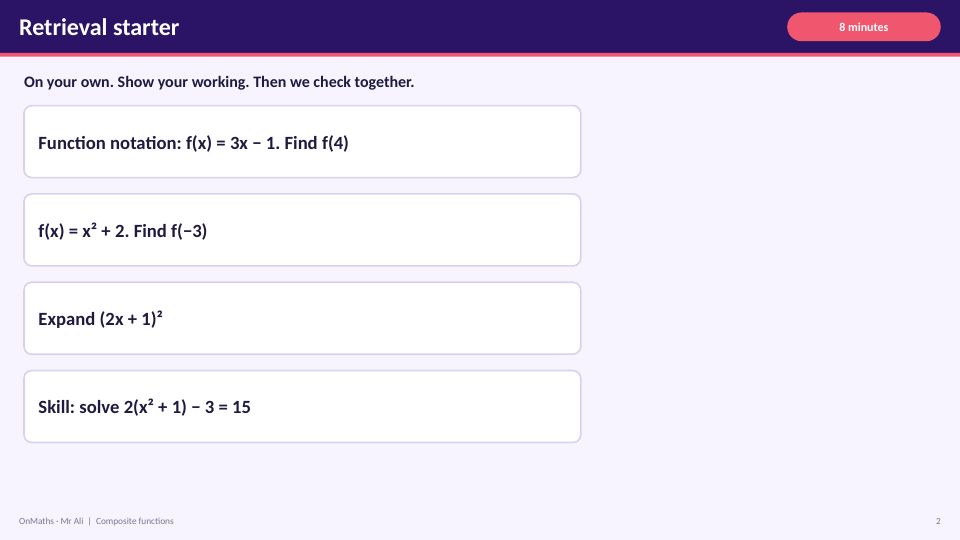 Retrieval starter
8 minutes
On your own. Show your working. Then we check together.
Function notation: f(x) = 3x − 1. Find f(4)
f(x) = x² + 2. Find f(−3)
Expand (2x + 1)²
Skill: solve 2(x² + 1) − 3 = 15
OnMaths - Mr Ali | Composite functions
2